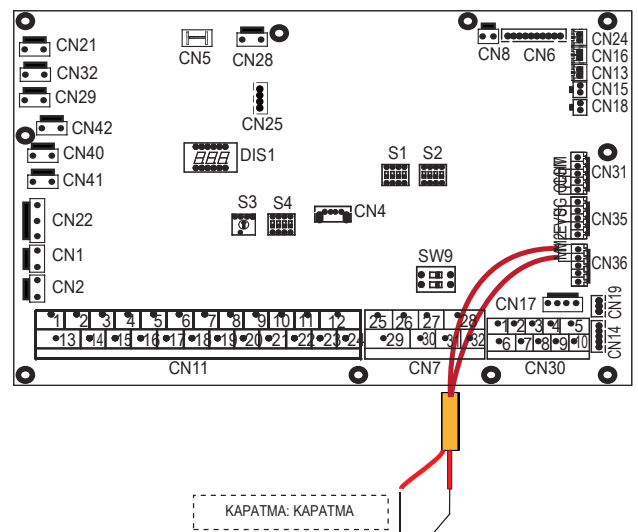 CN21
CN32
CN29
CN42
CN40
CN41
CN22
CN1
CN2
CN5
CN28
CN25
DIS1
S3
S4
CN4
S1
S2
SW9
CN8
CN6
CN24
CN16
CN13
CN15
CN18
CN31
CN35
CN36
CN17
CN19
CN14
1 2 3 4 5 6 7 8 9 10 11 12
13 14 15 16 17 18 19 20 21 22 23 24
CN11
25 26 27 28
29 30 31 32
CN7
1 2 3 4 5
6 7 8 9 10
CN30
KAPATMA: KAPATMA